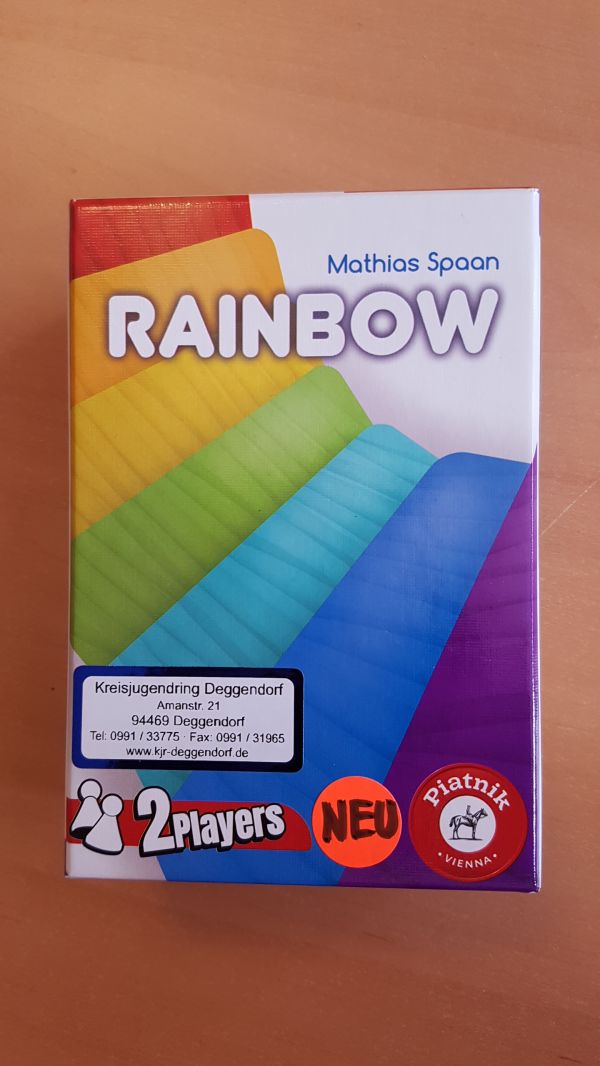 Mathias Spaan
RAINBOW
Kreisjugendring Deggendorf
Amanstr. 21
94469 Deggendorf
Tel: 0991 / 33775 · Fax: 0991 / 31965
www.kjr-deggendorf.de
2Players
NEU
Piatnik
· VIENNA ·